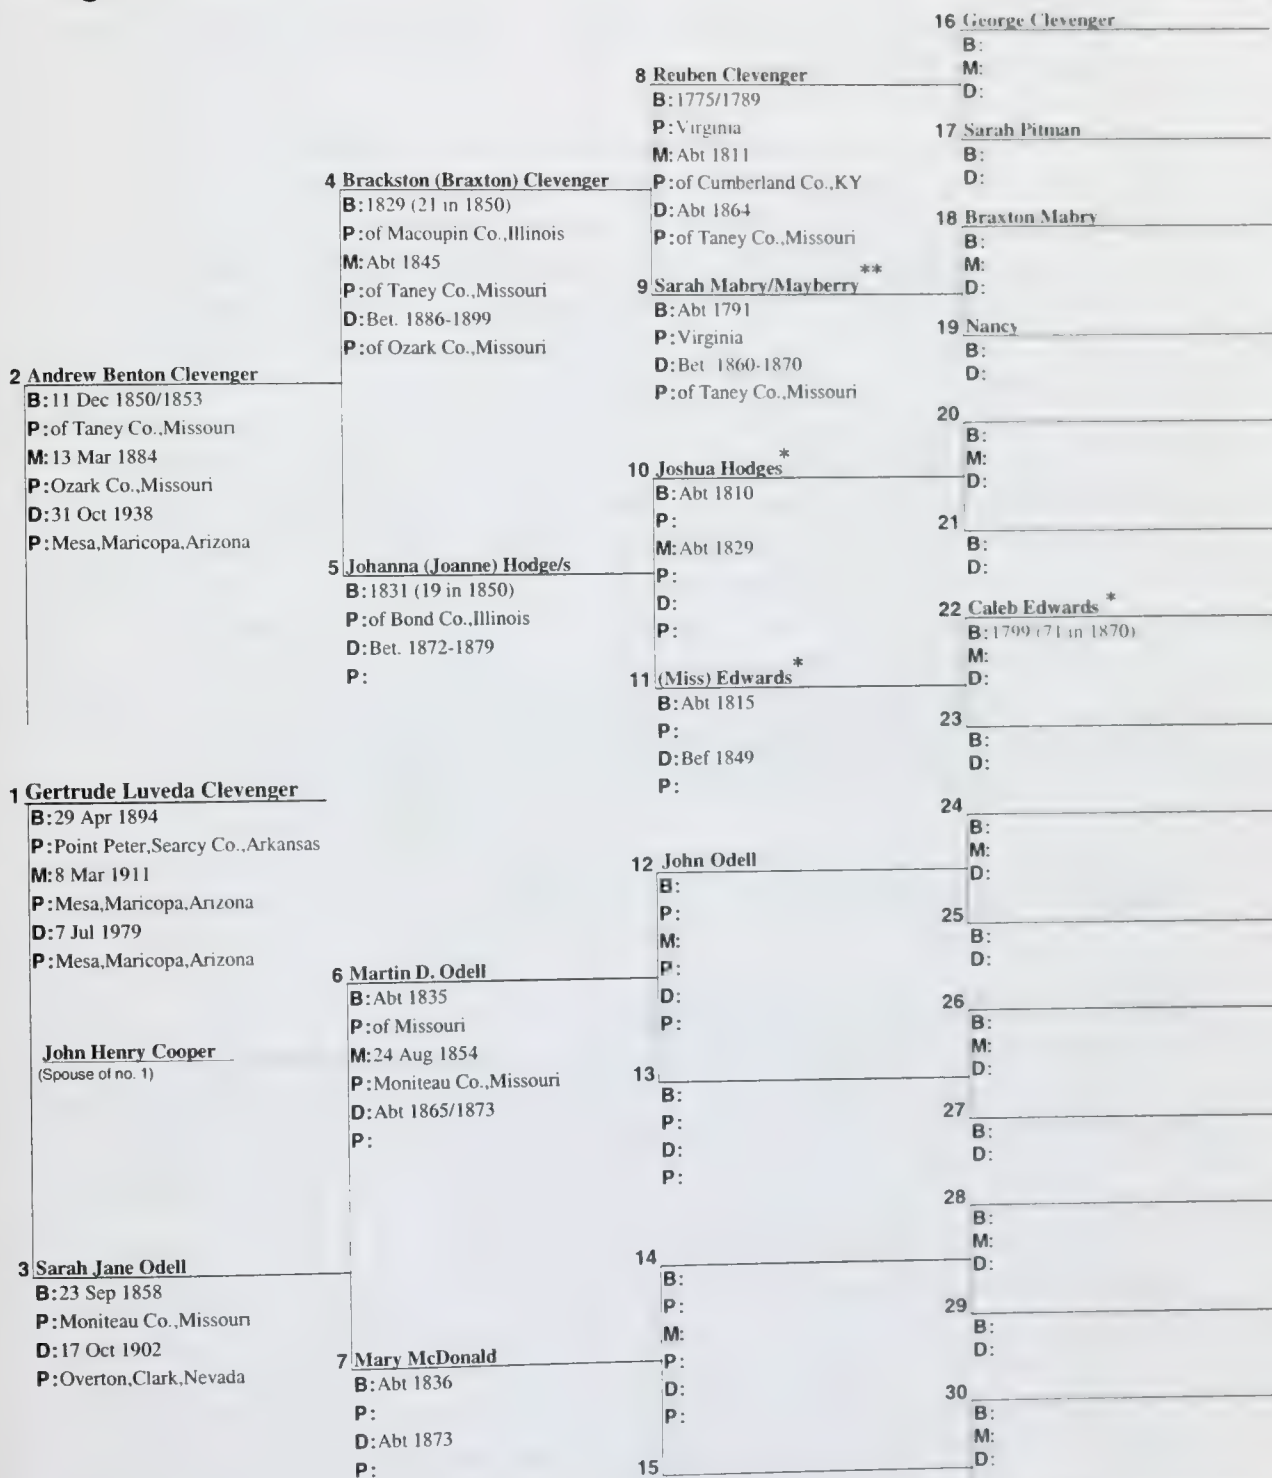 1 Gertrude Luveda Clevenger
B:29 Apr 1894
P:Point Peter,Searcy Co.,Arkansas
M:8 Mar 1911
P:Mesa,Maricopa,Arizona
D:7 Jul 1979
P:Mesa,Maricopa,Arizona
John Henry Cooper
(Spouse of no. 1)
2 Andrew Benton Clevenger
B:11 Dec 1850/1853
P:of Taney Co.,Missouri
M:13 Mar 1884
P:Ozark Co.,Missouri
D:31 Oct 1938
P:Mesa,Maricopa,Arizona
3 Sarah Jane Odell
B:23 Sep 1858
P:Moniteau Co.,Missouri
D:17 Oct 1902
P:Overton,Clark,Nevada
4 Brackston (Braxton) Clevenger
B:1829 (21 in 1850)
P:of Macoupin Co.,Illinois
M:Abt 1845
P:of Taney Co.,Missouri
D:Bet. 1886-1899
P:of Ozark Co.,Missouri
5 Johanna (Joanne) Hodge/s
B:1831 (19 in 1850)
P:of Bond Co.,Illinois
D:Bet. 1872-1879
P:
6 Martin D. Odell
B:Abt 1835
P:of Missouri
M:24 Aug 1854
P:Moniteau Co.,Missouri
D:Abt 1865/1873
P:
7 Mary McDonald
B:Abt 1836
P:
D:Abt 1873
P:
8 Reuben Clevenger
B:1775/1789
P:Virginia
M:Abt 1811
P:of Cumberland Co.,KY
D:Abt 1864
P:of Taney Co.,Missouri
9 Sarah Mabry/Mayberry **
B:Abt 1791
P:Virginia
D:Bet 1860-1870
P:of Taney Co.,Missouri
10 Joshua Hodges *
B:Abt 1810
P:
M:Abt 1829
P:
D:
P:
11 (Miss) Edwards *
B:Abt 1815
P:
D:Bef 1849
P:
12 John Odell
B:
P:
M:
P:
D:
P:
13
B:
P:
D:
P:
14
B:
P:
M:
P:
D:
P:
15
16 George Clevenger
B:
M:
D:
17 Sarah Pitman
B:
D:
18 Braxton Mabry
B:
M:
D:
19 Nancy
B:
D:
20
B:
M:
D:
21
B:
D:
22 Caleb Edwards *
B:1799 (71 in 1870)
M:
D:
23
B:
D:
24
B:
M:
D:
25
B:
D:
26
B:
M:
D:
27
B:
D:
28
B:
M:
D:
29
B:
D:
30
B:
M:
D: